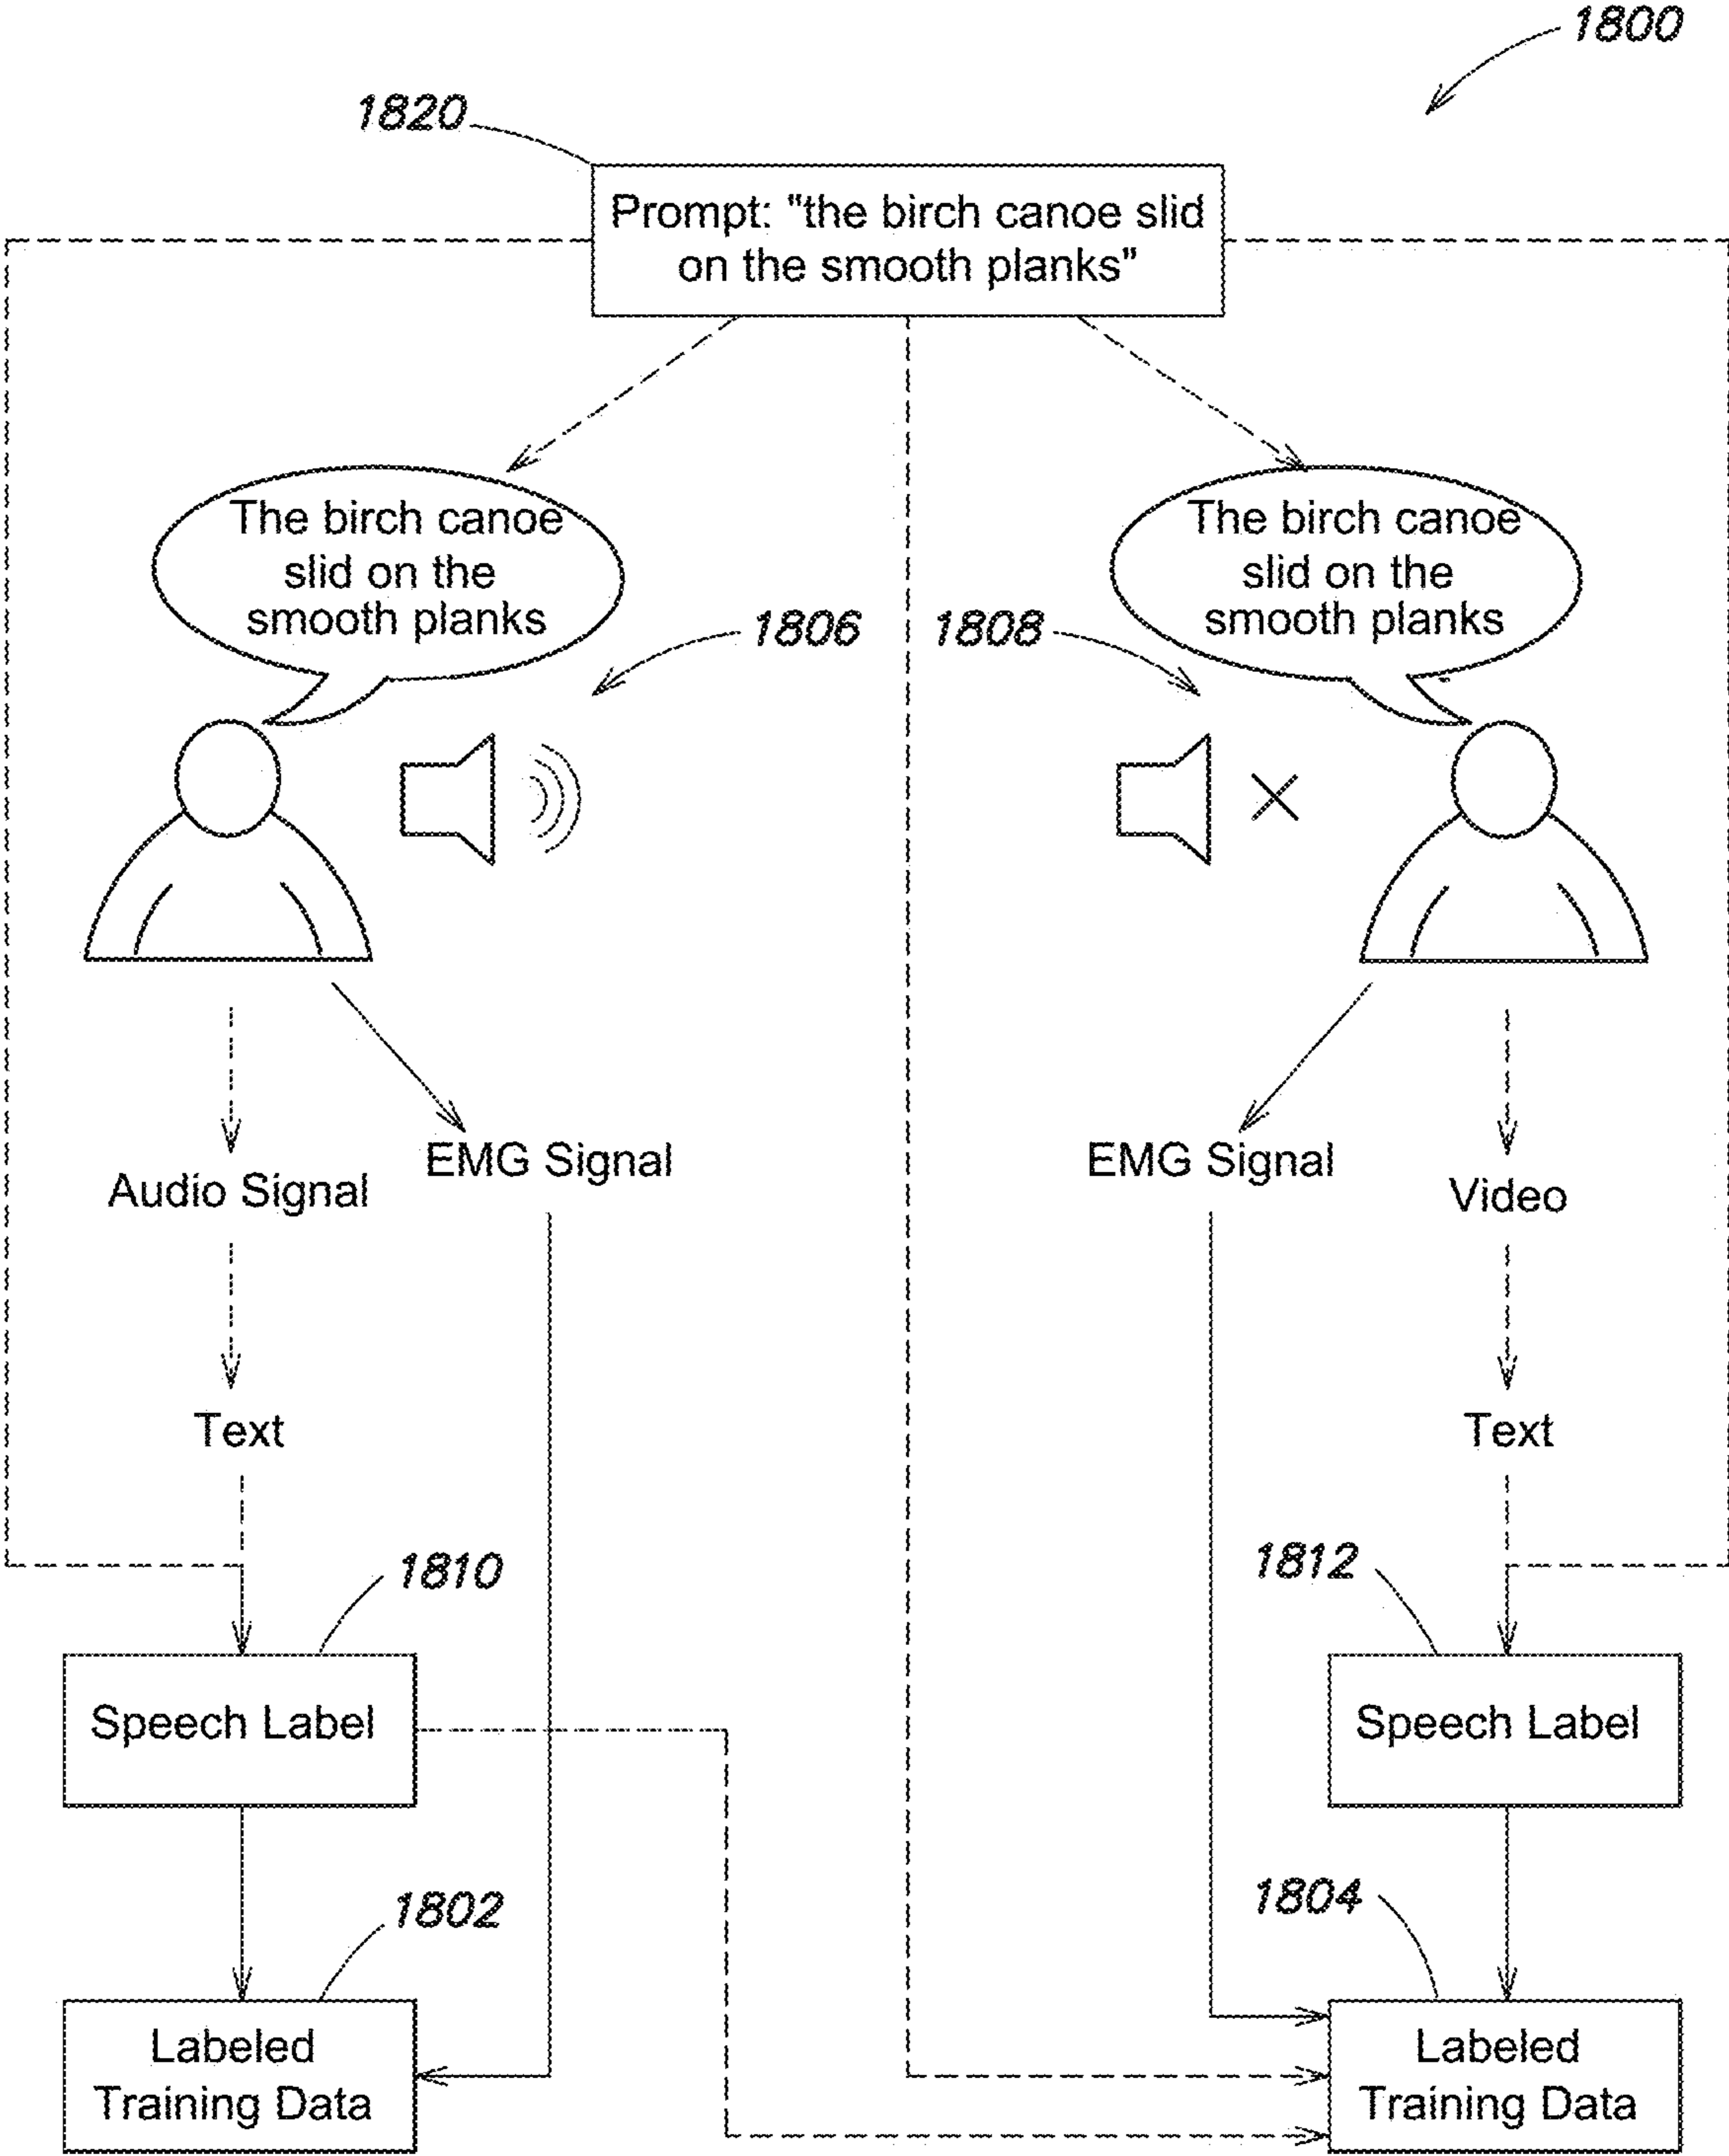 1800
1820
Prompt: "the birch canoe slid
on the smooth planks"
The birch canoe
slid on the
smooth planks
The birch canoe
slid on the
smooth planks
1806
1808
EMG Signal
EMG Signal
Audio Signal
Video
Text
Text
1810
1812
Speech Label
Speech Label
1802
1804
Labeled
Training Data
Labeled
Training Data